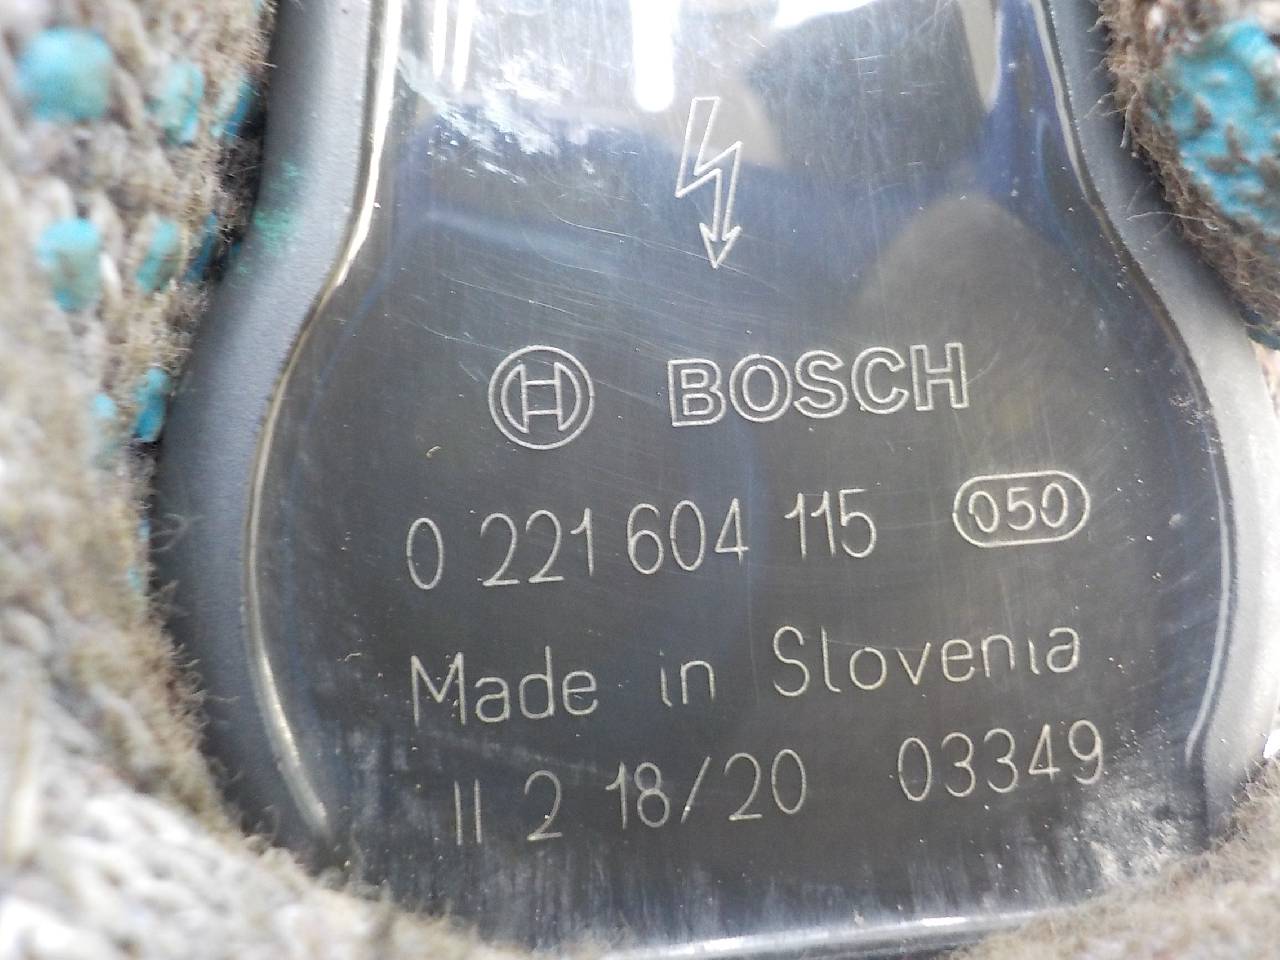 BOSCH
0 221 604 115 050
Made in Slovenia
II 2 18/20 03349